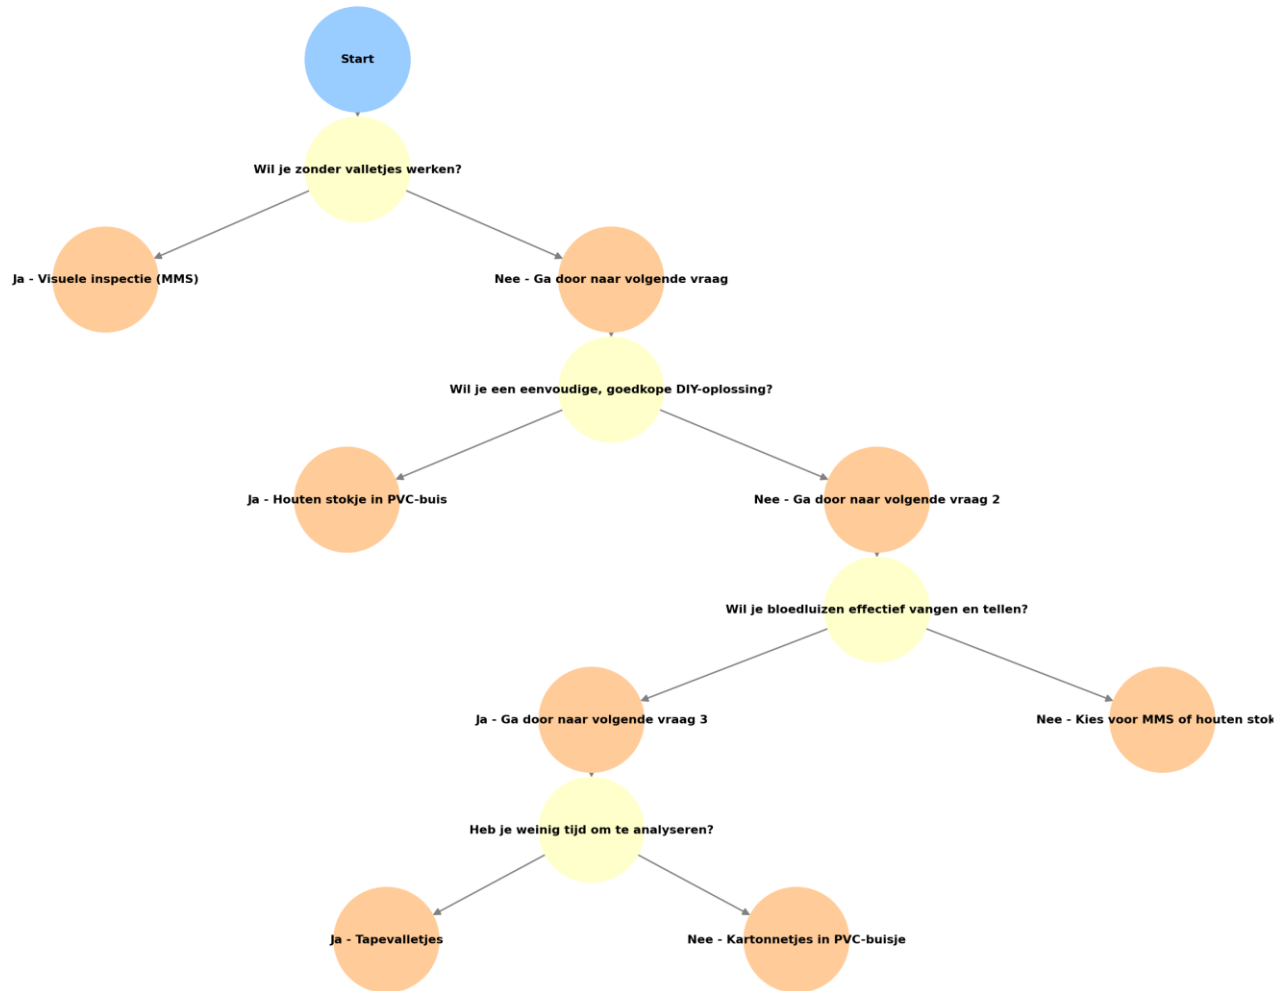 Start
Wil je zonder valletjes werken?
Ja - Visuele inspectie (MMS)
Nee - Ga door naar volgende vraag
Wil je een eenvoudige, goedkope DIY-oplossing?
Ja - Houten stokje in PVC-buis
Nee - Ga door naar volgende vraag 2
Wil je bloedluizen effectief vangen en tellen?
Ja - Ga door naar volgende vraag 3
Nee - Kies voor MMS of houten stok
Heb je weinig tijd om te analyseren?
Ja - Tapevalletjes
Nee - Kartonnetjes in PVC-buisje